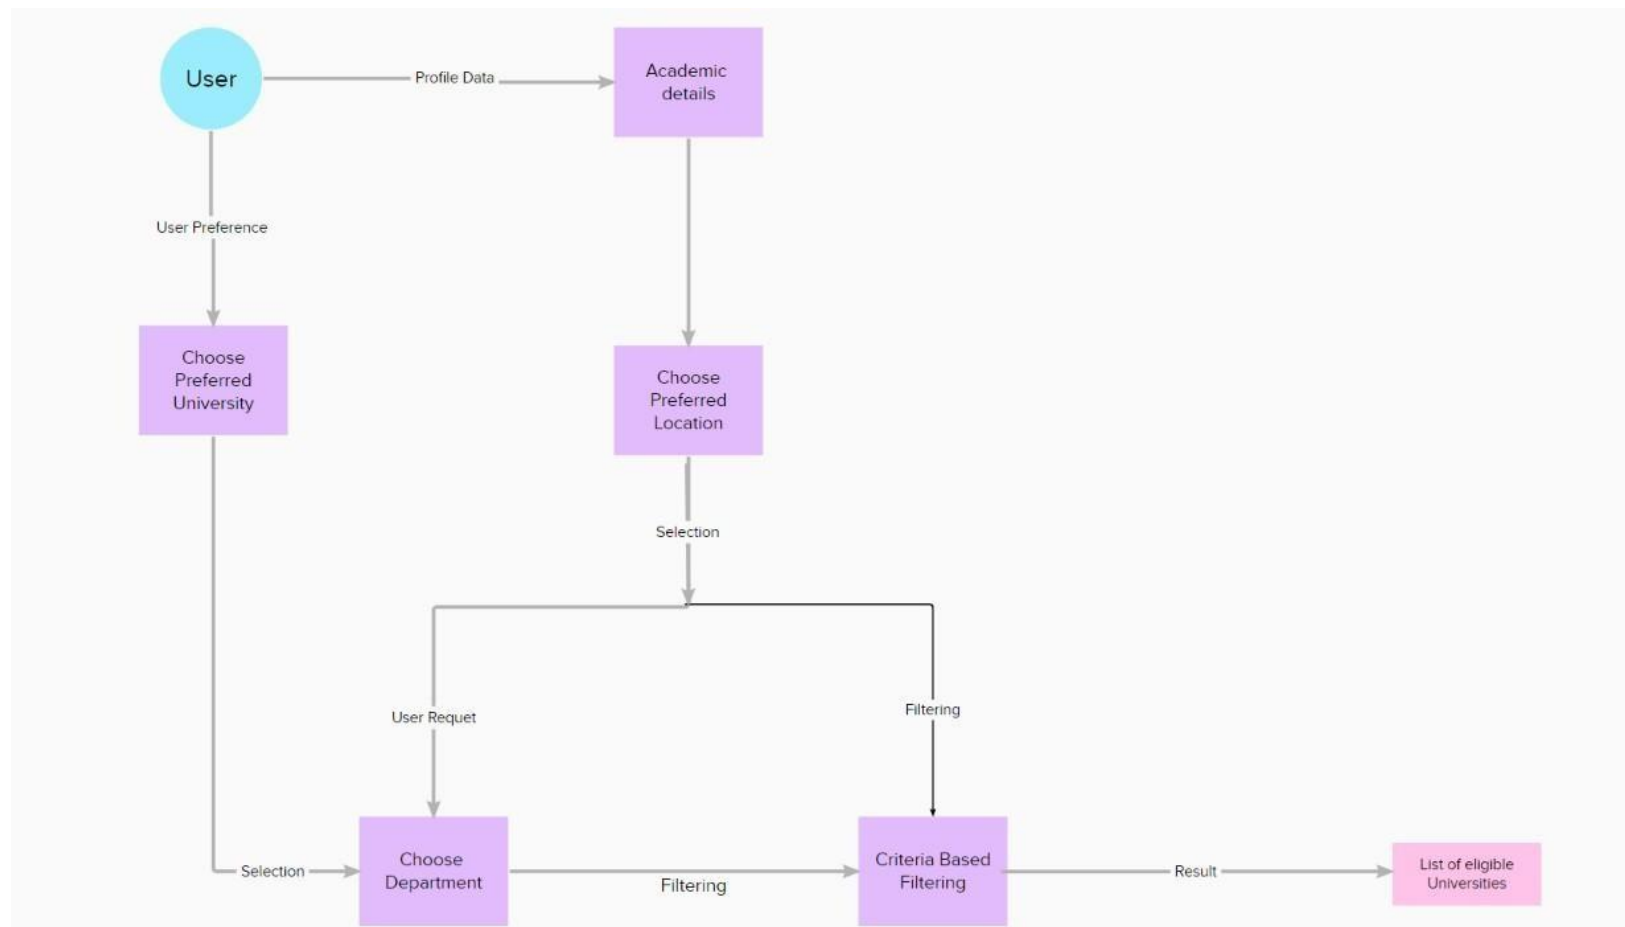 User
Profile Data
Academic
details
User Preference
Choose
Preferred
University
Choose
Preferred
Location
Selection
User Requet
Filtering
Selection
Choose
Department
Filtering
Criteria Based
Filtering
Result
List of eligible
Universities